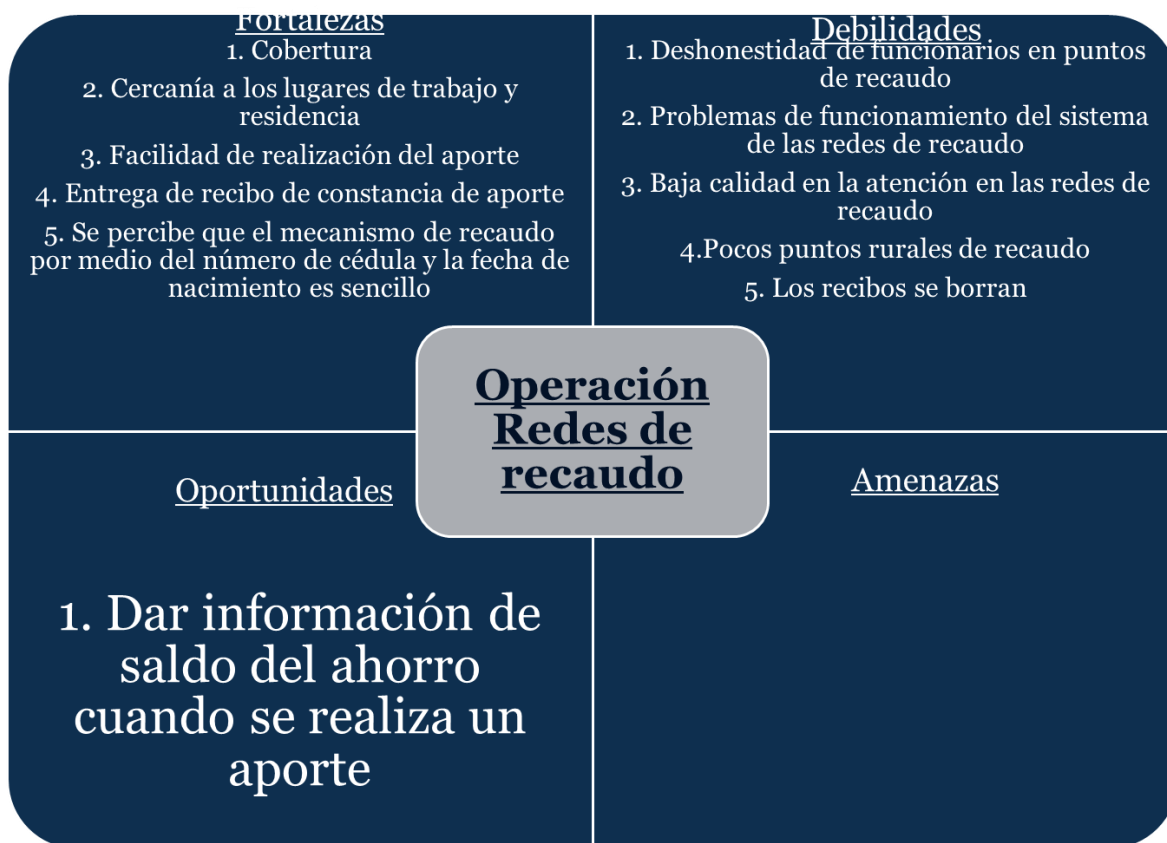 Fortalezas
1. Cobertura
2. Cercanía a los lugares de trabajo y
residencia
3. Facilidad de realización del aporte
4. Entrega de recibo de constancia de aporte
5. Se percibe que el mecanismo de recaudo
por medio del número de cédula y la fecha de
nacimiento es sencillo
Debilidades
1. Deshonestidad de funcionarios en puntos
de recaudo
2. Problemas de funcionamiento del sistema
de las redes de recaudo
3. Baja calidad en la atención en las redes de
recaudo
4.Pocos puntos rurales de recaudo
5. Los recibos se borran
Operación
Redes de
recaudo
Oportunidades
1. Dar información de
saldo del ahorro
cuando se realiza un
aporte
Amenazas